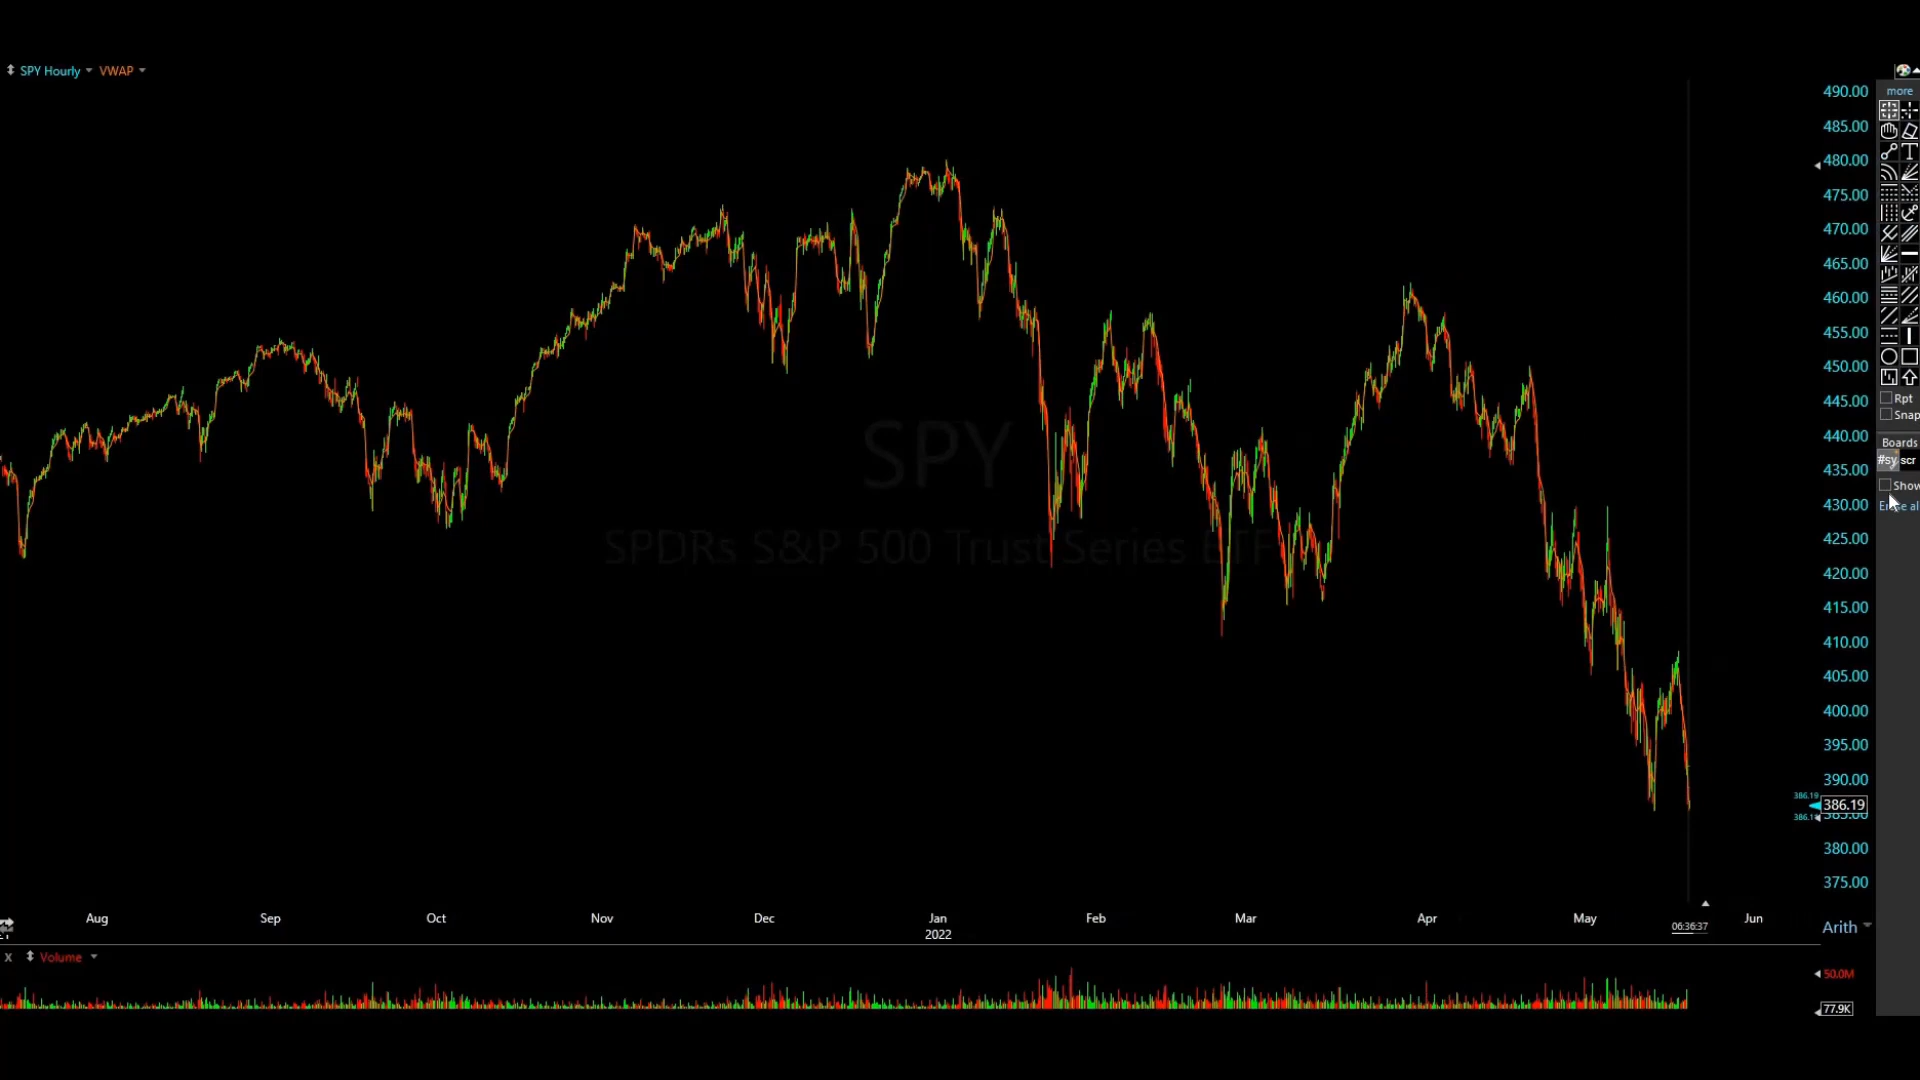 SPY Hourly VWAP
more
490.00
485.00
480.00
475.00
470.00
465.00
460.00
455.00
450.00
445.00
440.00
435.00
430.00
425.00
420.00
415.00
410.00
405.00
400.00
395.00
390.00
386.19
386.19
380.00
375.00
Rpt
Snap
Boards
#sy scr
Show
SPY
SPDRs S&P 500 Trust Series ETF
Aug Sep Oct Nov Dec Jan Feb Mar Apr May Jun
2022
06:36:37
Arith
X Volume
50.0M
77.9K